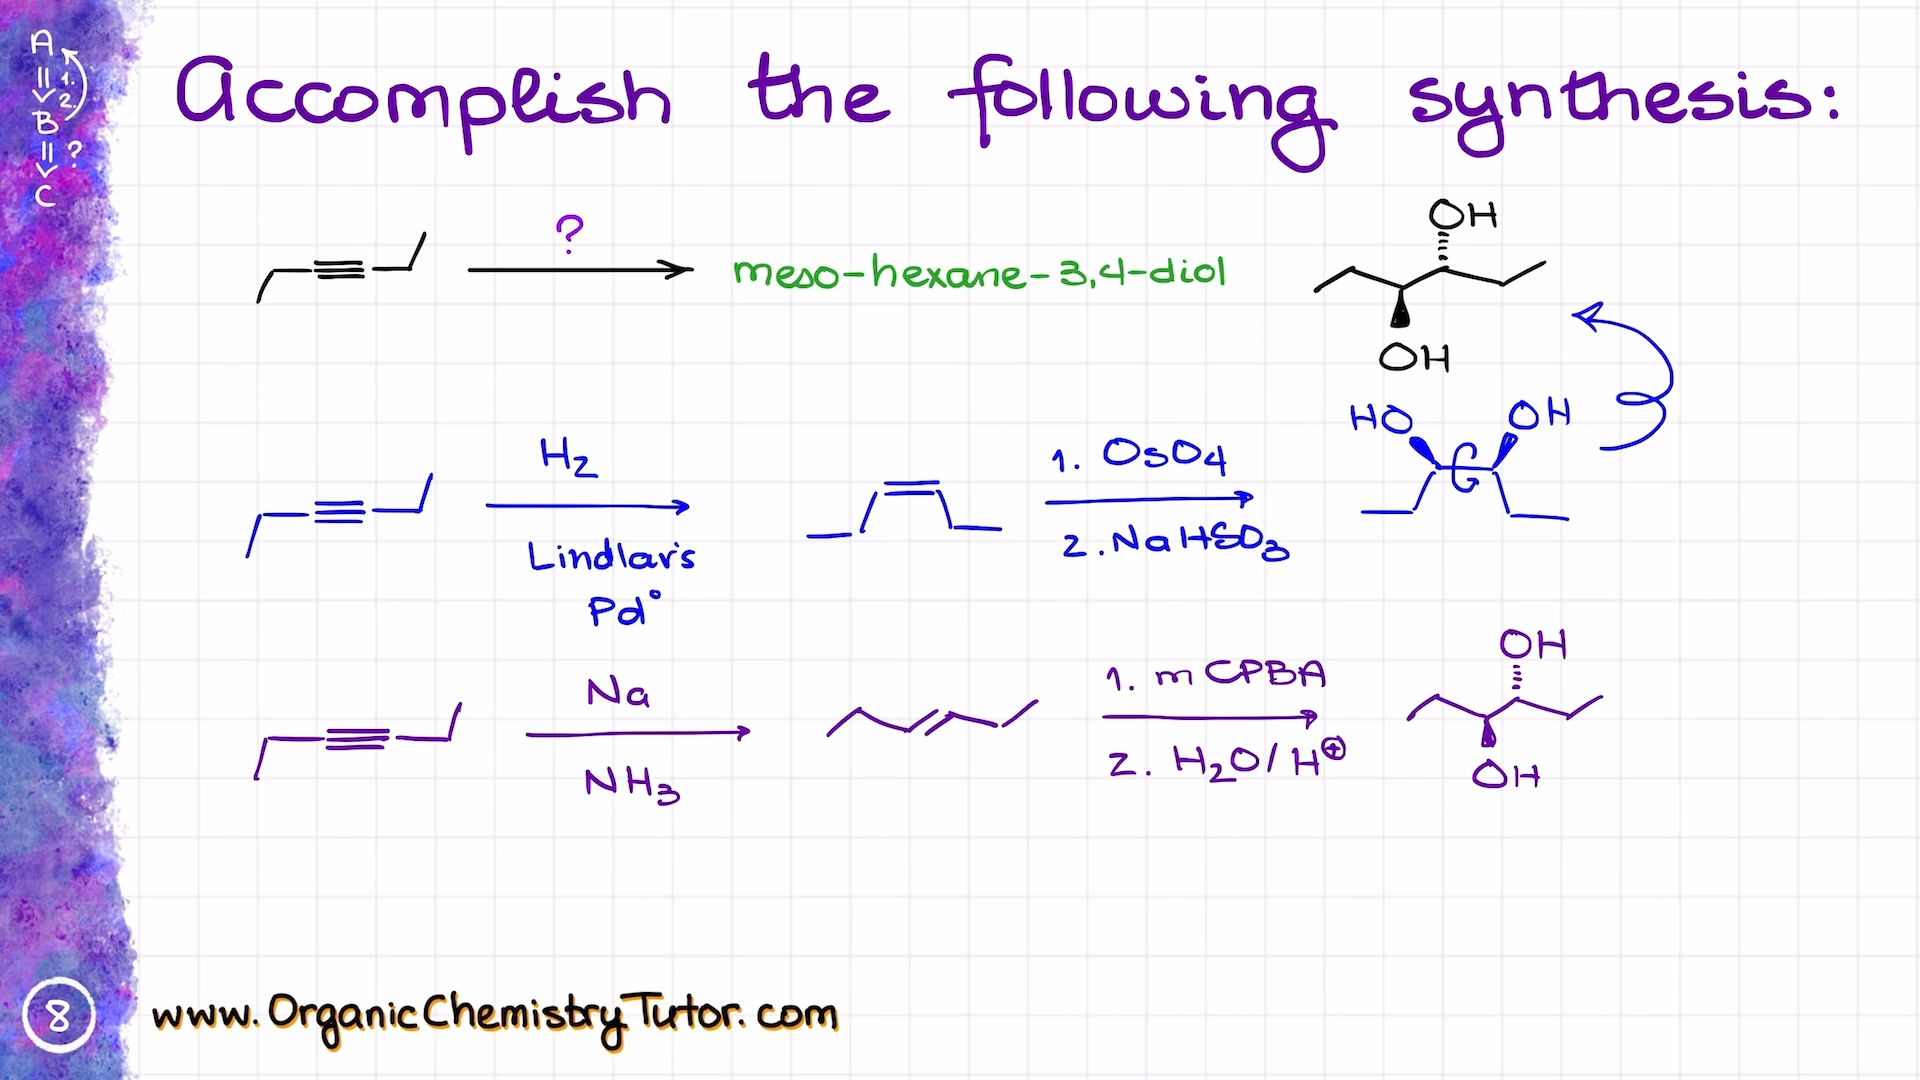 A
1.
2.
B
?
C
Accomplish the following synthesis:
?
meso-hexane-3,4-diol
OH
OH
H2
Lindlar's
Pd°
1. OsO4
2. NaHSO3
HO OH
Na
NH3
1. mCPBA
2. H2O/H⊕
OH
OH
8
www.OrganicChemistryTutor.com